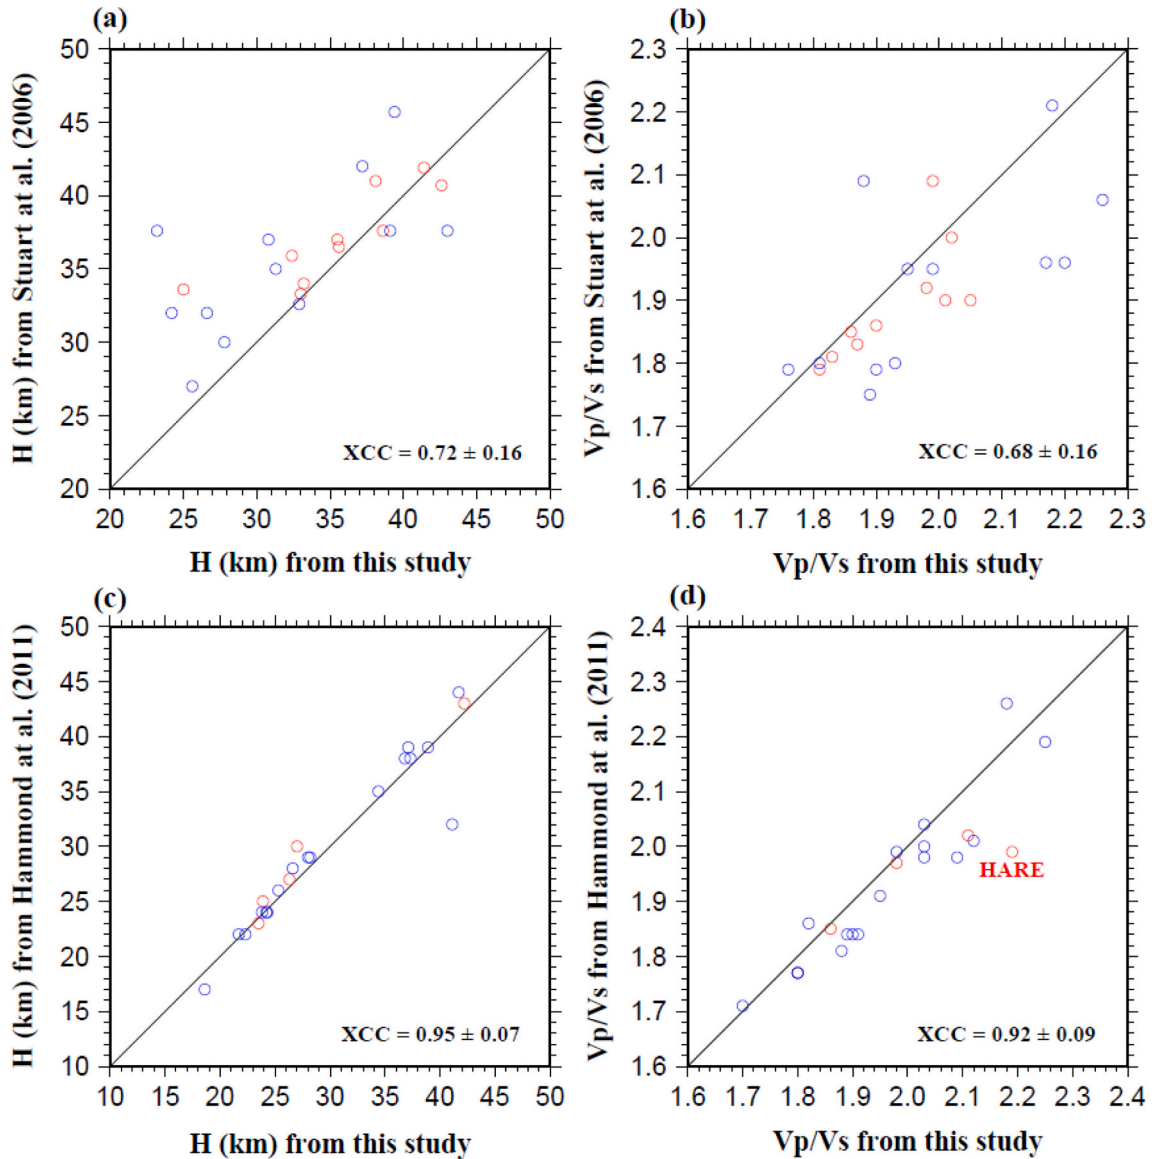 (a)
H (km) from Stuart at al. (2006)
50
45
40
35
30
25
20
XCC = 0.72 ± 0.16
20 25 30 35 40 45 50
H (km) from this study
(b)
Vp/Vs from Stuart at al. (2006)
2.3
2.2
2.1
2.0
1.9
1.8
1.7
1.6
XCC = 0.68 ± 0.16
1.6 1.7 1.8 1.9 2.0 2.1 2.2 2.3
Vp/Vs from this study
(c)
H (km) from Hammond at al. (2011)
50
45
40
35
30
25
20
15
10
XCC = 0.95 ± 0.07
10 15 20 25 30 35 40 45 50
H (km) from this study
(d)
Vp/Vs from Hammond at al. (2011)
2.4
2.3
2.2
2.1
2.0
1.9
1.8
1.7
1.6
HARE
XCC = 0.92 ± 0.09
1.6 1.7 1.8 1.9 2.0 2.1 2.2 2.3 2.4
Vp/Vs from this study